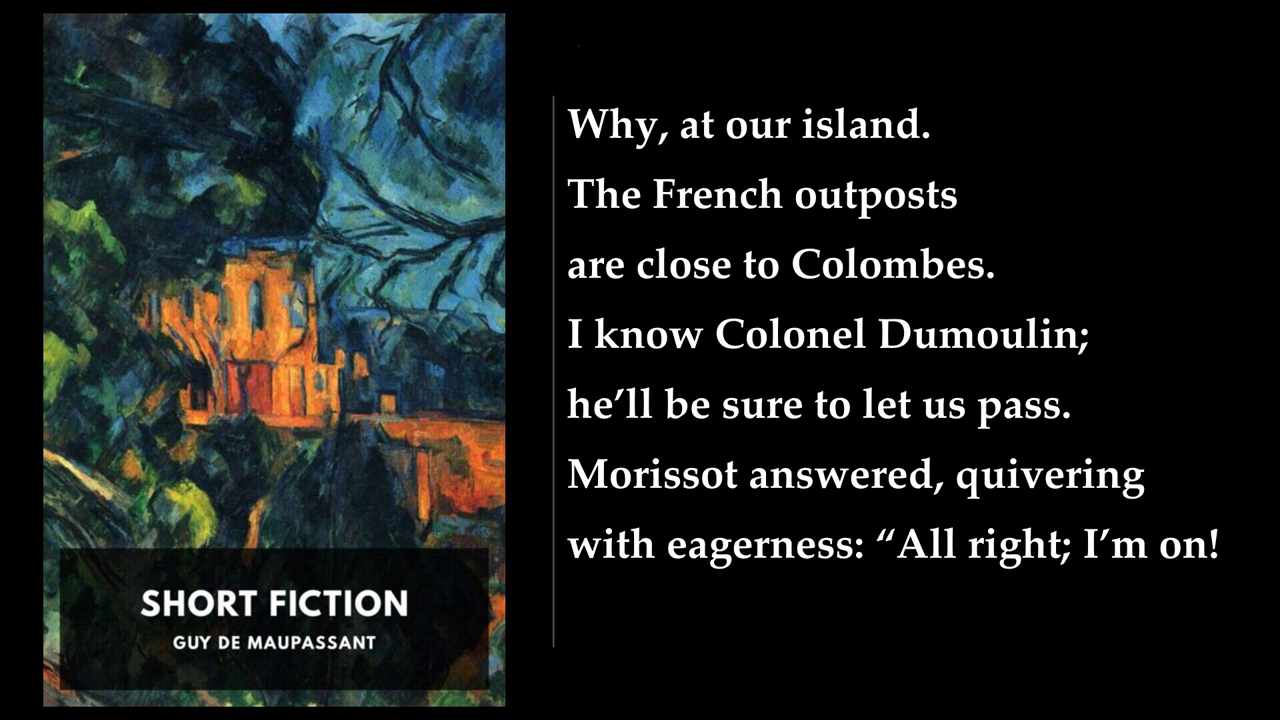 SHORT FICTION
GUY DE MAUPASSANT
Why, at our island.
The French outposts
are close to Colombes.
I know Colonel Dumoulin;
he’ll be sure to let us pass.
Morissot answered, quivering
with eagerness: “All right; I’m on!